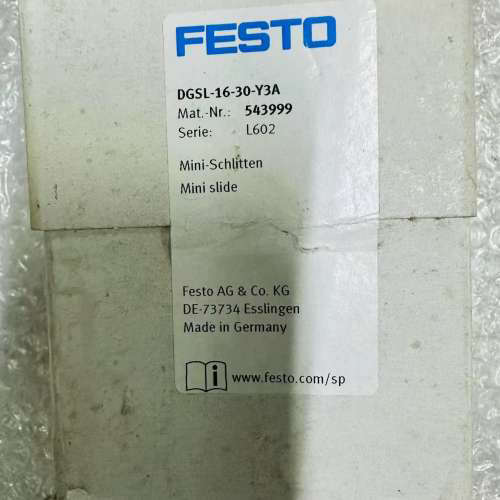 FESTO
DGSL-16-30-Y3A
Mat.-Nr.: 543999
Serie: L602
Mini-Schlitten
Mini slide
Festo AG & Co. KG
DE-73734 Esslingen
Made in Germany
i www.festo.com/sp